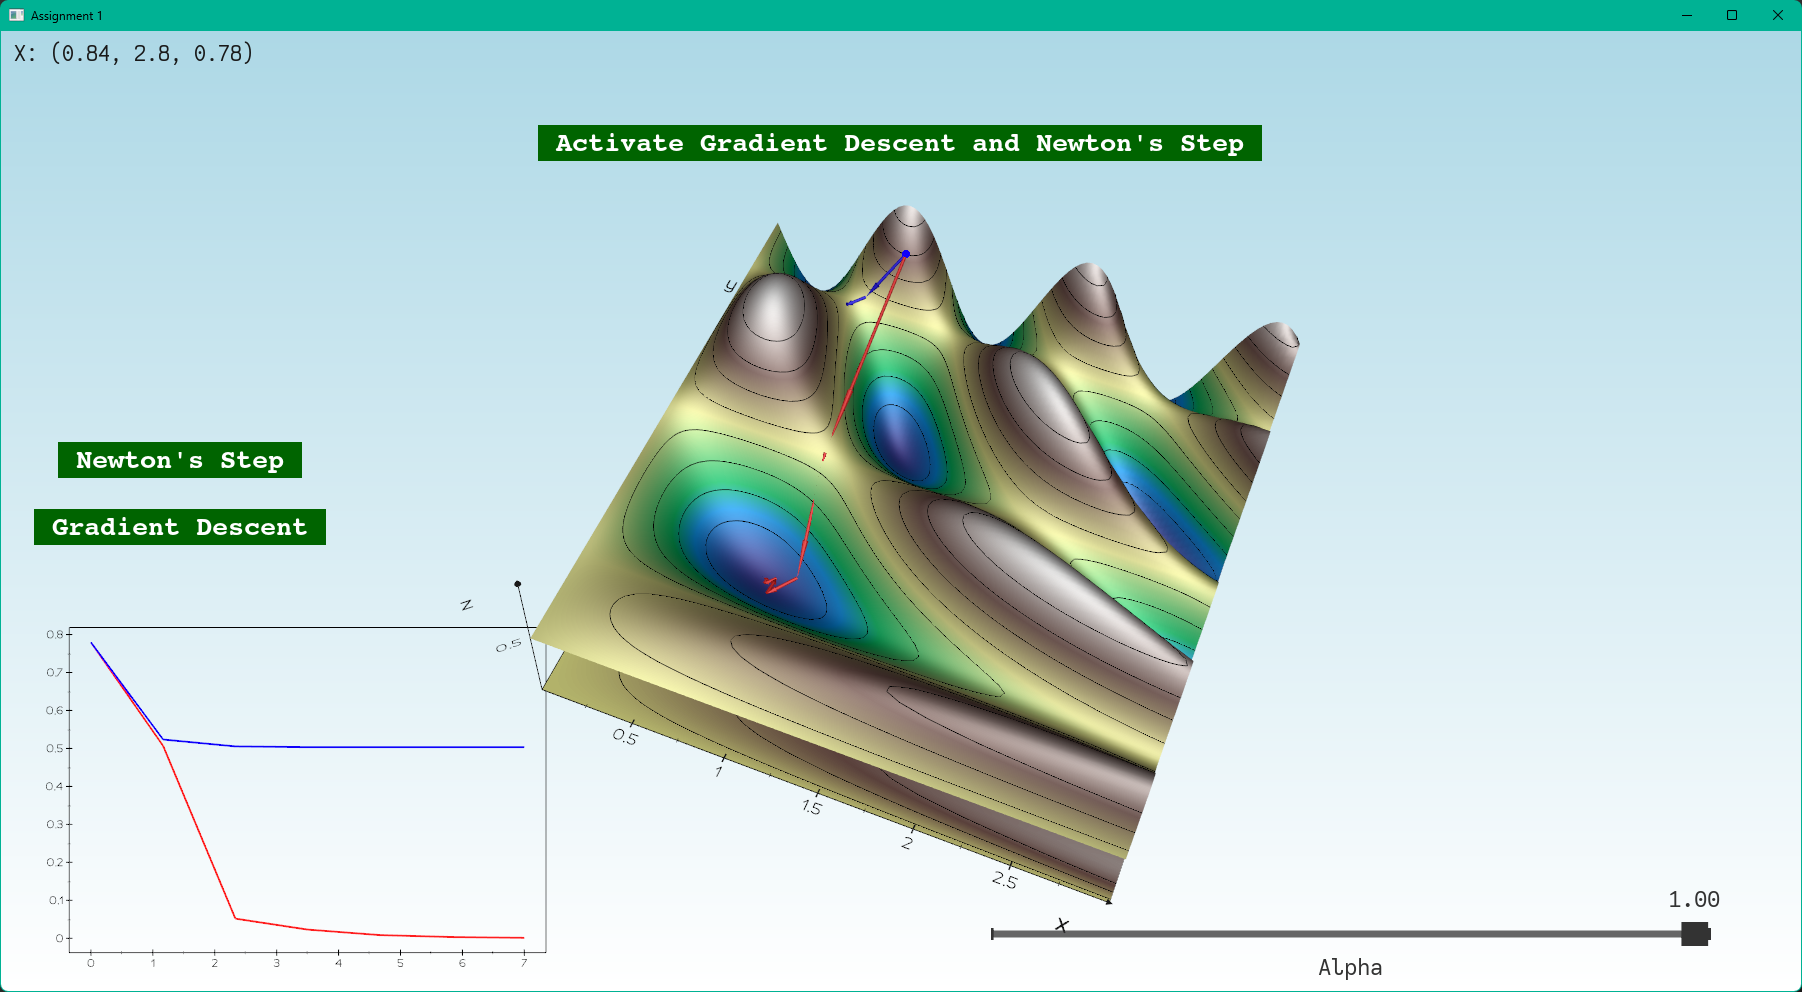 Assignment 1
X: (0.84, 2.8, 0.78)
Activate Gradient Descent and Newton's Step
y
Newton's Step
Gradient Descent
z
0.5
0.5
1
1.5
2
2.5
x
0.8
0.7
0.6
0.5
0.4
0.3
0.2
0.1
0
0 1 2 3 4 5 6 7
1.00
Alpha